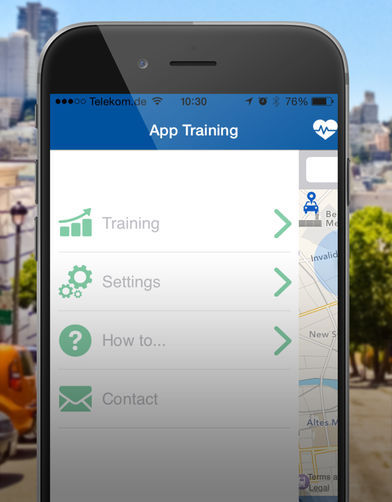 Telekom.de 10:30 76%
App Training
Training
Settings
How to...
Contact
Be
Me
Invalid
New S
Altes M
Terms a
Legal